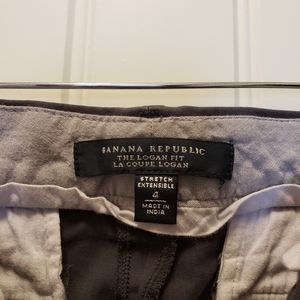 BANANA REPUBLIC
THE LOGAN FIT
LA COUPE LOGAN
STRETCH
EXTENSIBLE
4
MADE IN
INDIA